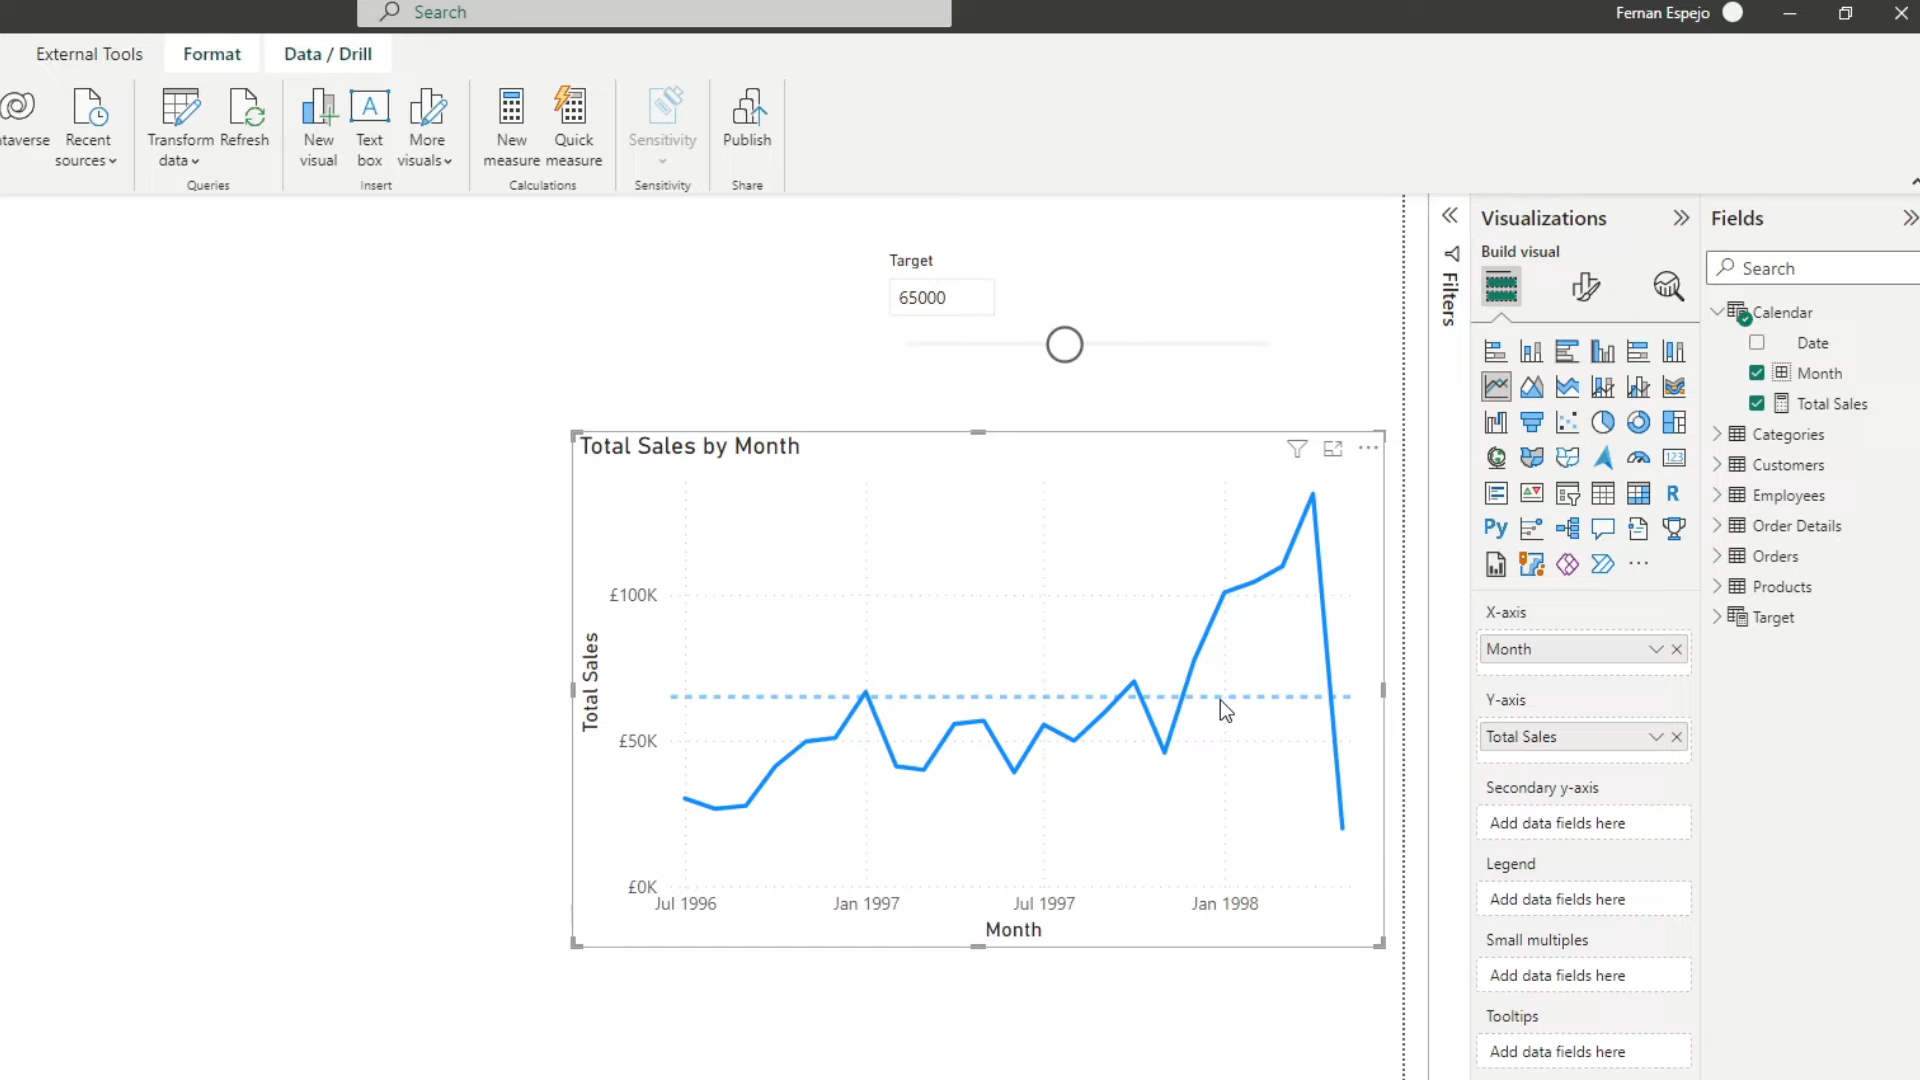 Search
Fernan Espejo
External Tools
Format
Data / Drill
taverse
Recent
sources
Transform
data
Refresh
Queries
New
visual
Text
box
More
visuals
Insert
New
measure
Quick
measure
Calculations
Sensitivity
Sensitivity
Publish
Share
Target
65000
Total Sales by Month
Total Sales
£100K
£50K
£0K
Jul 1996
Jan 1997
Jul 1997
Jan 1998
Month
Filters
Visualizations
Build visual
123
R
Py
X-axis
Month
Y-axis
Total Sales
Secondary y-axis
Add data fields here
Legend
Add data fields here
Small multiples
Add data fields here
Tooltips
Add data fields here
Fields
Search
Calendar
Date
Month
Total Sales
Categories
Customers
Employees
Order Details
Orders
Products
Target